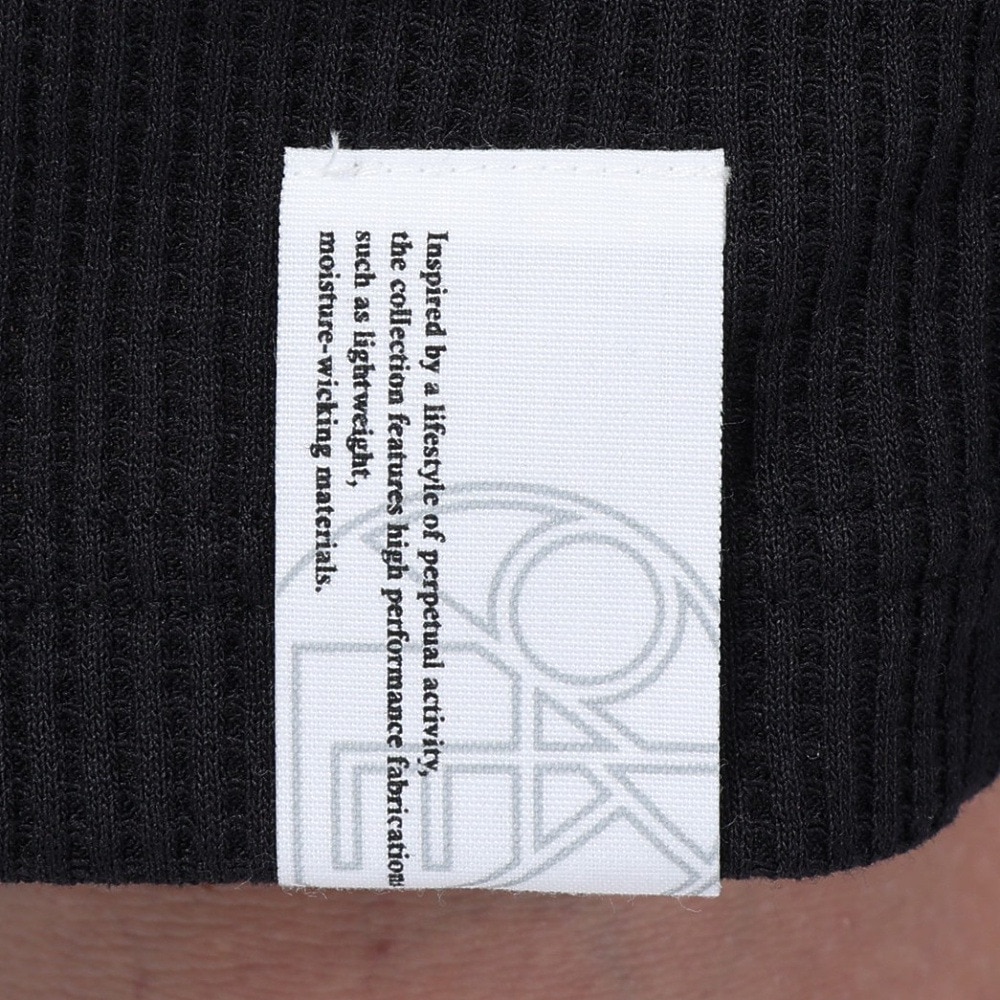 Inspired by a lifestyle of perpetual activity,
the collection features high performance fabrications
such as lightweight,
moisture-wicking materials.